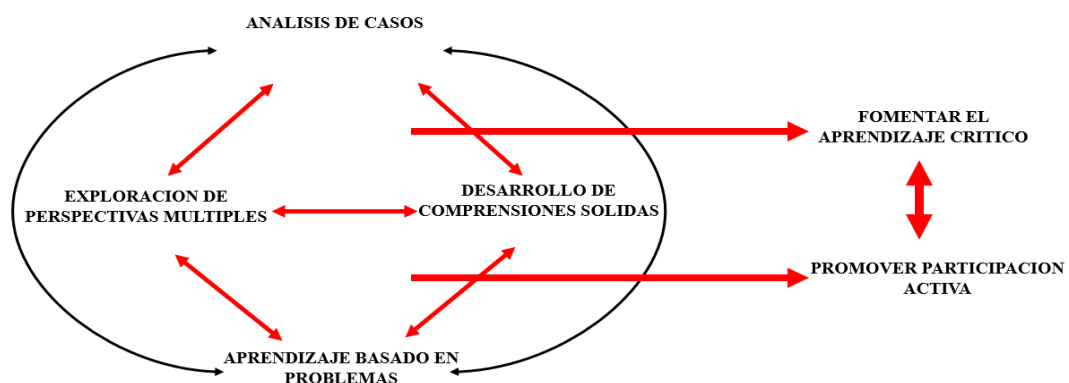 ANALISIS DE CASOS
FOMENTAR EL
APRENDIZAJE CRITICO
EXPLORACION DE
PERSPECTIVAS MULTIPLES
DESARROLLO DE
COMPRENSIONES SOLIDAS
PROMOVER PARTICIPACION
ACTIVA
APRENDIZAJE BASADO EN
PROBLEMAS